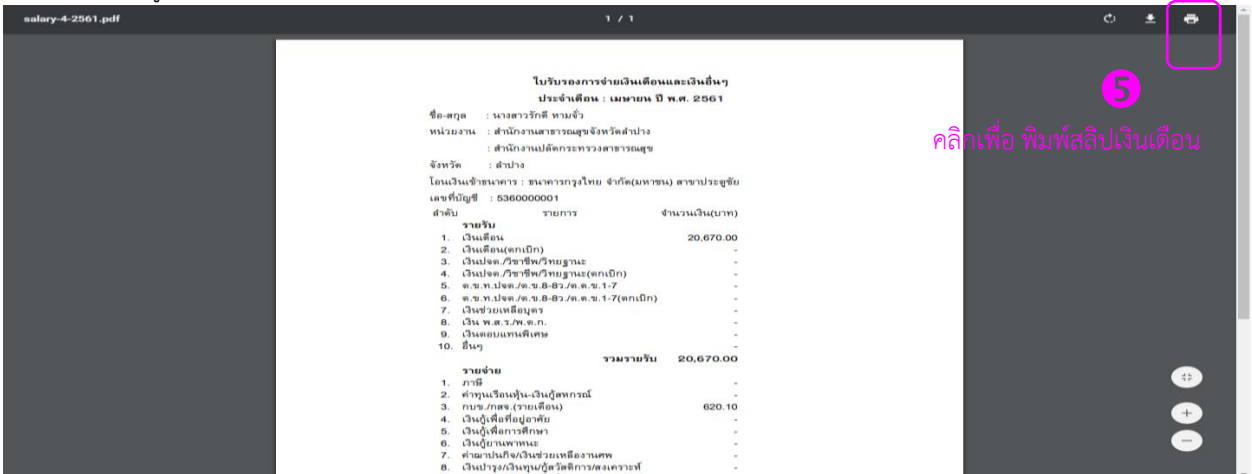 salary-4-2561.pdf 1 / 1
ใบรับรองการจ่ายเงินเดือนและเงินอื่นๆ
ประจำเดือน : เมษายน ปี พ.ศ. 2561
5
คลิกเพื่อ พิมพ์สลิปเงินเดือน
ชื่อ-สกุล : นางสาวรักดี หามจั่ว
หน่วยงาน : สำนักงานสาธารณสุขจังหวัดลำปาง
: สำนักงานปลัดกระทรวงสาธารณสุข
จังหวัด : ลำปาง
โอนเงินเข้าธนาคาร : ธนาคารกรุงไทย จำกัด(มหาชน) สาขาประตูชัย
เลขที่บัญชี : 5360000001
ลำดับ รายการ จำนวนเงิน(บาท)
รายรับ
1. เงินเดือน 20,670.00
2. เงินเดือน(ตกเบิก) -
3. เงินปจต./วิชาชีพ/วิทยฐานะ -
4. เงินปจต./วิชาชีพ/วิทยฐานะ(ตกเบิก) -
5. ต.ข.ท.ปจต./ต.ข.8-8ว./ต.ด.ข.1-7 -
6. ต.ข.ท.ปจต./ต.ข.8-8ว./ต.ด.ข.1-7(ตกเบิก) -
7. เงินช่วยเหลือบุตร -
8. เงิน พ.ส.ร./พ.ต.ก. -
9. เงินตอบแทนพิเศษ -
10. อื่นๆ -
รวมรายรับ 20,670.00
รายจ่าย
1. ภาษี -
2. ค่าทุนเรือนหุ้น-เงินกู้สหกรณ์ -
3. กบข./กสจ.(รายเดือน) 620.10
4. เงินกู้เพื่อที่อยู่อาศัย -
5. เงินกู้เพื่อการศึกษา -
6. เงินกู้ยานพาหนะ -
7. ค่าฌาปนกิจ/เงินช่วยเหลืองานศพ -
8. เงินบำรุง/เงินทุน/กู้สวัสดิการ/สงเคราะห์ -